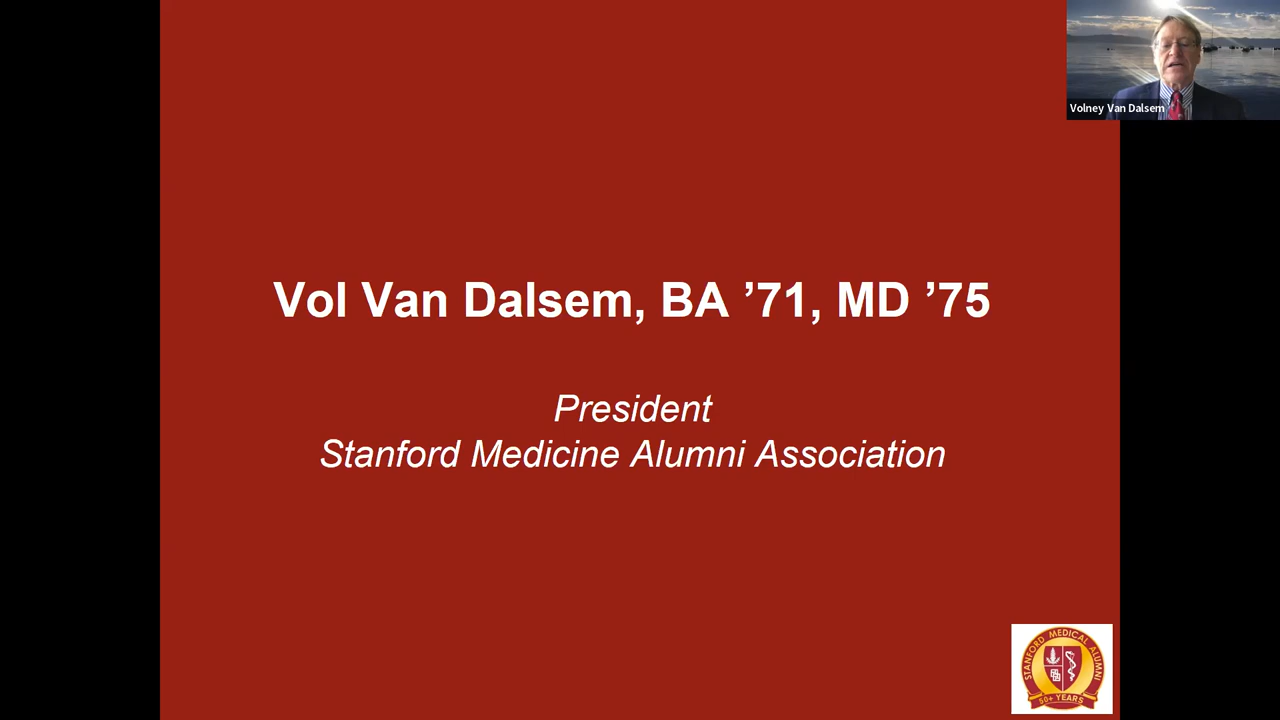 Volney Van Dalsem
Vol Van Dalsem, BA ’71, MD ’75
President
Stanford Medicine Alumni Association
STANFORD MEDICAL ALUMNI
50+ YEARS